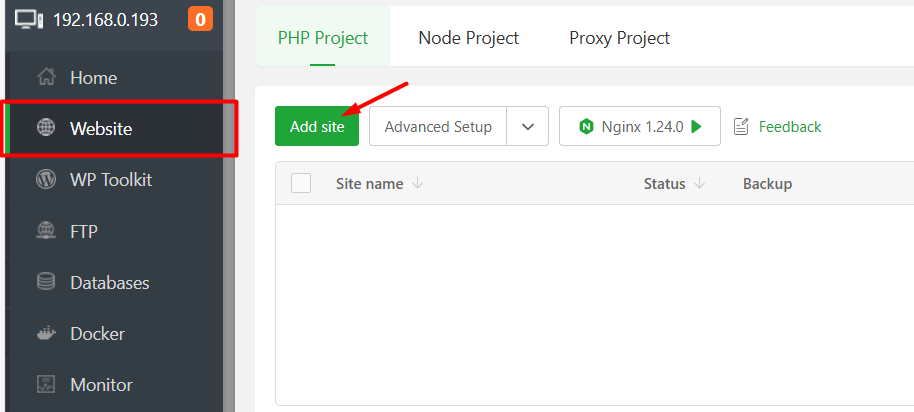 192.168.0.193 0
Home
Website
WP Toolkit
FTP
Databases
Docker
Monitor
PHP Project Node Project Proxy Project
Add site Advanced Setup Nginx 1.24.0 Feedback
Site name Status Backup